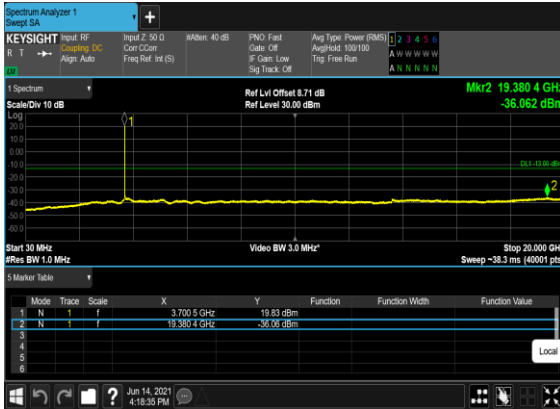 Spectrum Analyzer 1
Swept SA
KEYSIGHT
R T
Input: RF
Coupling: DC
Align: Auto
Input Z: 50 Ω
Corr CCorr
Freq Ref: Int (S)
#Atten: 40 dB
PNO: Fast
Gate: Off
IF Gain: Low
Sig Track: Off
Avg Type: Power (RMS)
Avg|Hold: 100/100
Trig: Free Run
1 2 3 4 5 6
A W W W W W
A N N N N N
1 Spectrum
Scale/Div 10 dB
Ref Lvl Offset 8.71 dB
Ref Level 30.00 dBm
Mkr2 19.380 4 GHz
-36.062 dBm
Log
20.0
10.0
0.00
-10.0
-20.0
-30.0
-40.0
-50.0
-60.0
1
DL1 -13.00 dBm
2
Start 30 MHz
#Res BW 1.0 MHz
Video BW 3.0 MHz*
Stop 20.000 GH
Sweep ~38.3 ms (40001 pts
5 Marker Table
Mode Trace Scale X Y Function Function Width Function Value
1 N 1 f 3.700 5 GHz 19.83 dBm
2 N 1 f 19.380 4 GHz -36.06 dBm
3
4
5
6
Local
?
Jun 14, 2021
4:18:35 PM